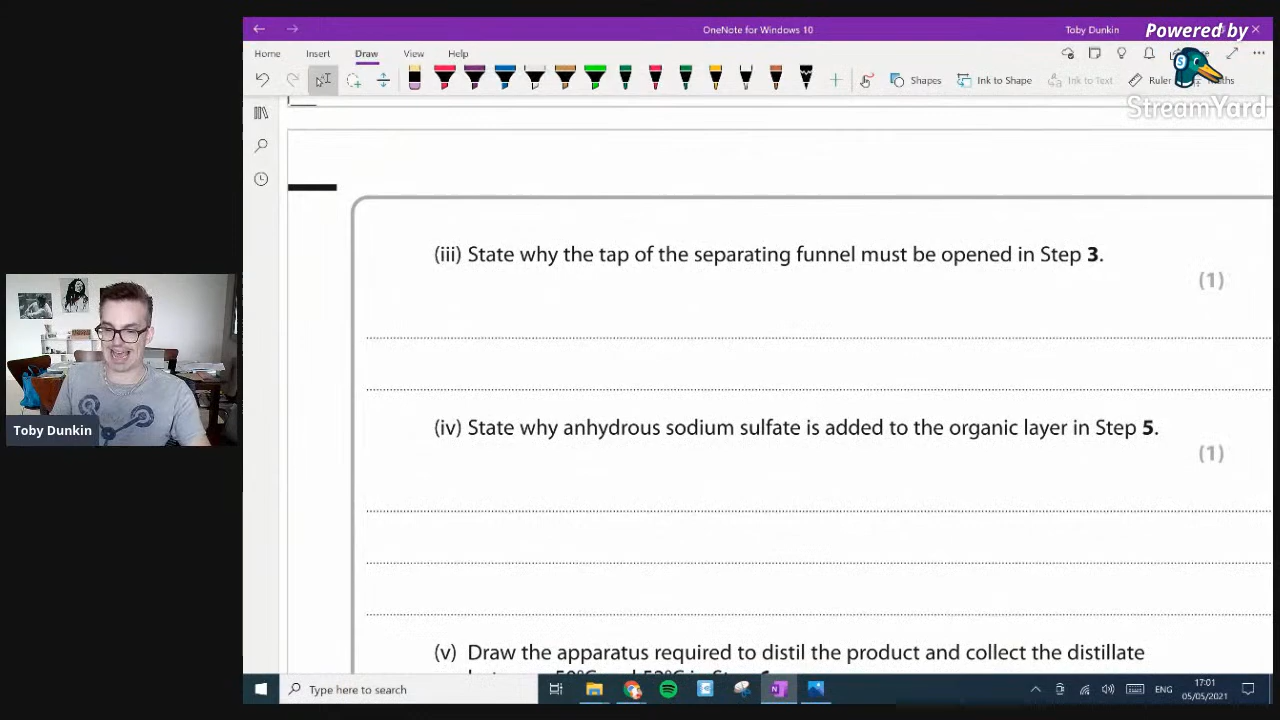 OneNote for Windows 10
Toby Dunkin
Powered by
Home Insert Draw View Help
Shapes
Ink to Shape
Ink to Text
Ruler
StreamYard
(iii) State why the tap of the separating funnel must be opened in Step 3.
(1)
(iv) State why anhydrous sodium sulfate is added to the organic layer in Step 5.
(1)
(v) Draw the apparatus required to distil the product and collect the distillate
Toby Dunkin
Type here to search
ENG
17:01
05/05/2021